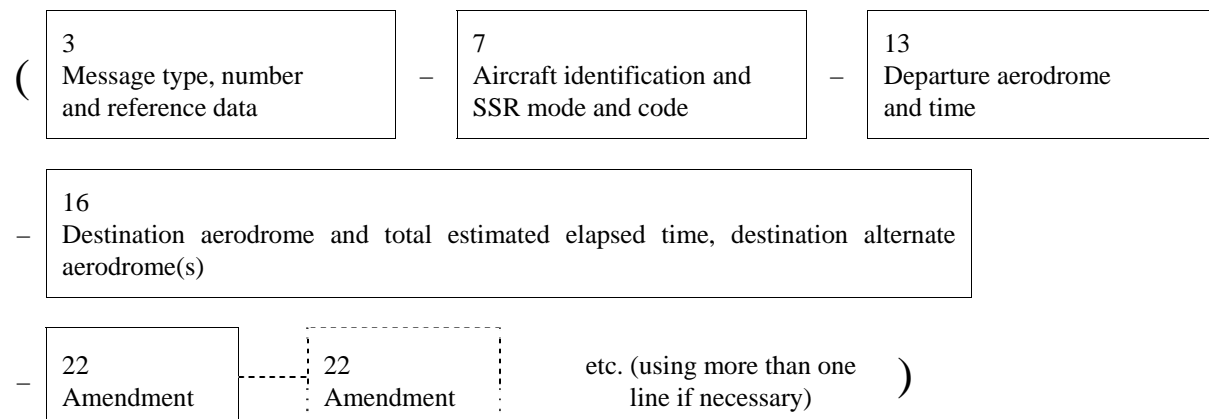 3 7 13
( Message type, number – Aircraft identification and – Departure aerodrome
and reference data SSR mode and code and time
16
– Destination aerodrome and total estimated elapsed time, destination alternate
aerodrome(s)
22 22 etc. (using more than one )
– Amendment Amendment line if necessary)